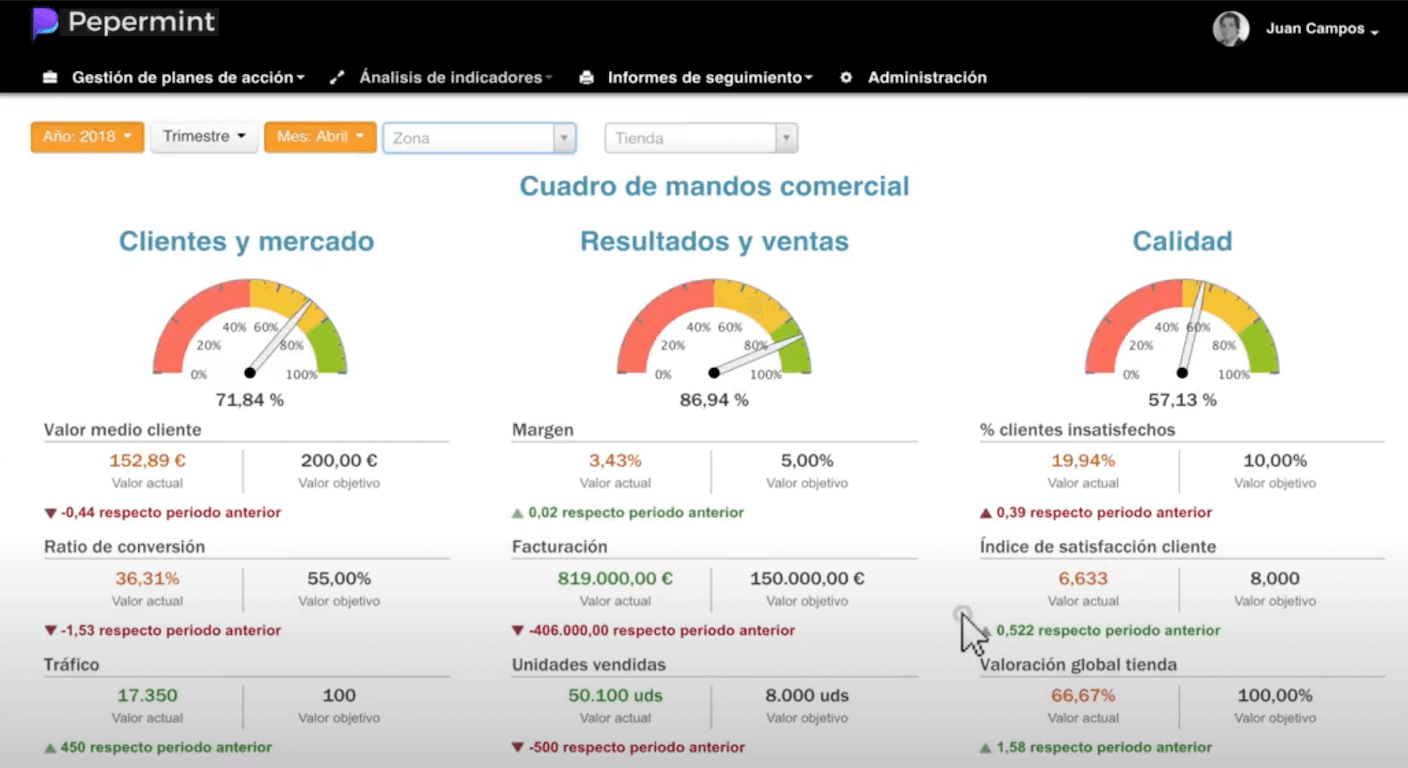 Pepermint
Juan Campos
Gestión de planes de acción
Ánalisis de indicadores
Informes de seguimiento
Administración
Año: 2018
Trimestre
Mes: Abril
Zona
Tienda
Cuadro de mandos comercial
Clientes y mercado
0% 20% 40% 60% 80% 100%
71,84 %
Valor medio cliente
152,89 € 200,00 €
Valor actual Valor objetivo
-0,44 respecto periodo anterior
Ratio de conversión
36,31% 55,00%
Valor actual Valor objetivo
-1,53 respecto periodo anterior
Tráfico
17.350 100
Valor actual Valor objetivo
450 respecto periodo anterior
Resultados y ventas
0% 20% 40% 60% 80% 100%
86,94 %
Margen
3,43% 5,00%
Valor actual Valor objetivo
0,02 respecto periodo anterior
Facturación
819.000,00 € 150.000,00 €
Valor actual Valor objetivo
-406.000,00 respecto periodo anterior
Unidades vendidas
50.100 uds 8.000 uds
Valor actual Valor objetivo
-500 respecto periodo anterior
Calidad
0% 20% 40% 60% 80% 100%
57,13 %
% clientes insatisfechos
19,94% 10,00%
Valor actual Valor objetivo
0,39 respecto periodo anterior
Índice de satisfacción cliente
6,633 8,000
Valor actual Valor objetivo
0,522 respecto periodo anterior
Valoración global tienda
66,67% 100,00%
Valor actual Valor objetivo
1,58 respecto periodo anterior